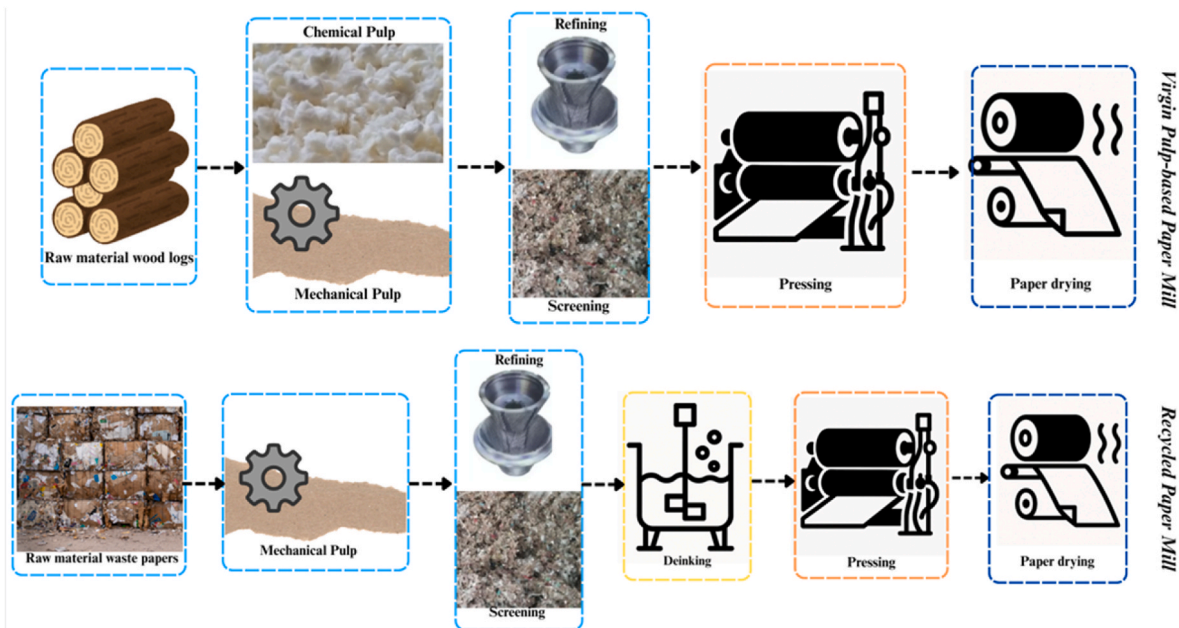 Chemical Pulp
Refining
Raw material wood logs
Mechanical Pulp
Screening
Pressing
Paper drying
Virgin Pulp-based Paper Mill
Refining
Raw material waste papers
Mechanical Pulp
Screening
Deinking
Pressing
Paper drying
Recycled Paper Mill